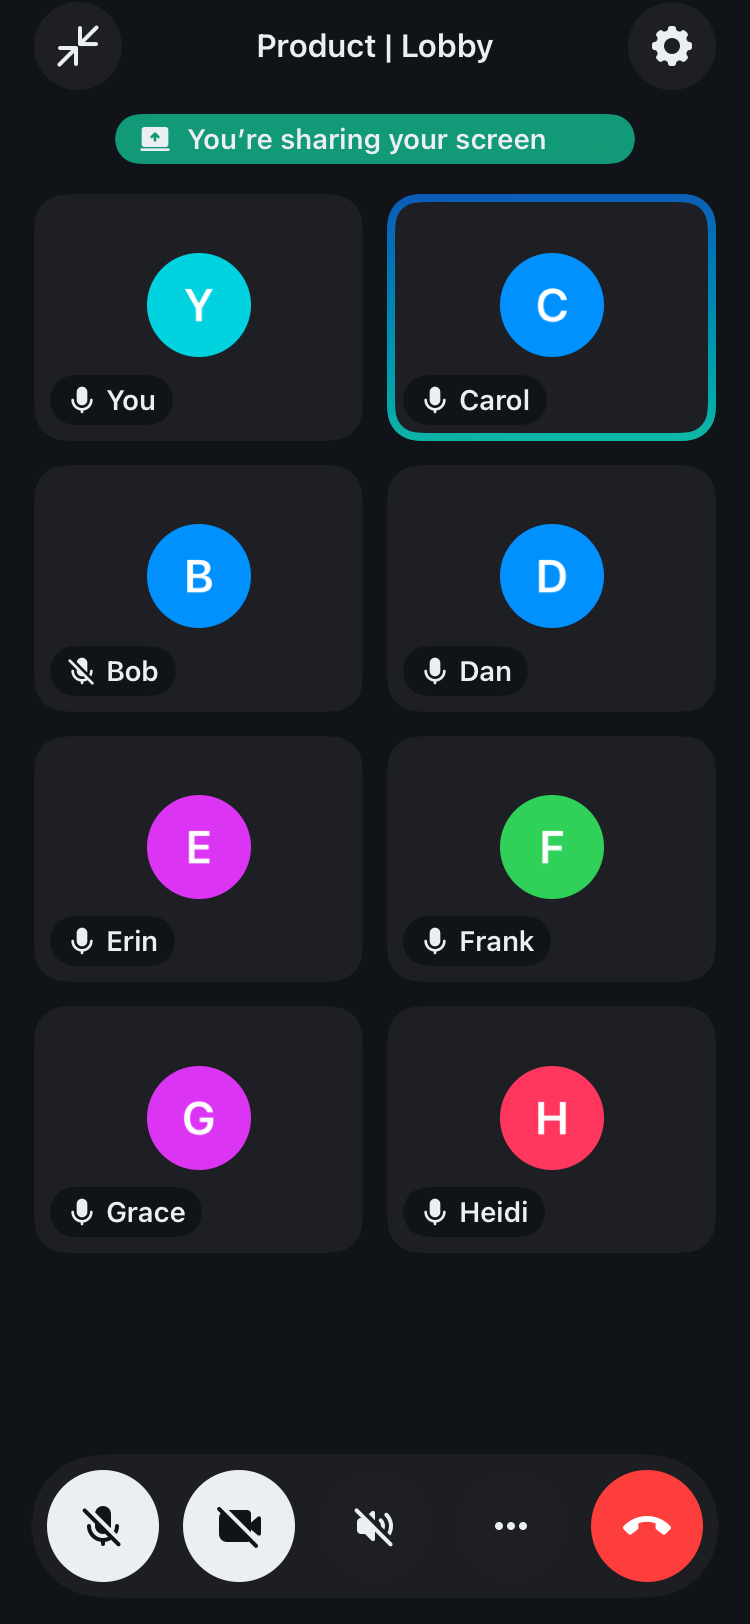 Product | Lobby
You’re sharing your screen
Y
You
C
Carol
B
Bob
D
Dan
E
Erin
F
Frank
G
Grace
H
Heidi